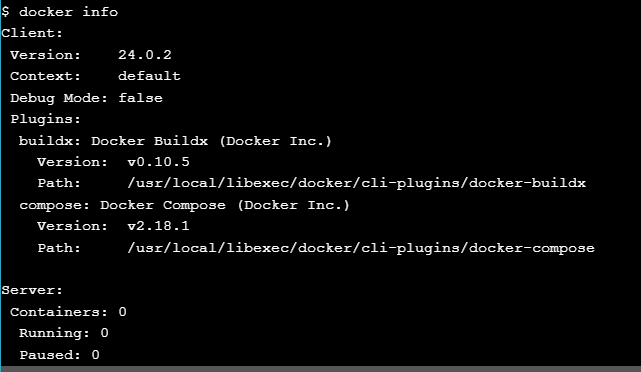 $ docker info
Client:
 Version:    24.0.2
 Context:    default
 Debug Mode: false
 Plugins:
  buildx: Docker Buildx (Docker Inc.)
    Version:  v0.10.5
    Path:     /usr/local/libexec/docker/cli-plugins/docker-buildx
  compose: Docker Compose (Docker Inc.)
    Version:  v2.18.1
    Path:     /usr/local/libexec/docker/cli-plugins/docker-compose

Server:
 Containers: 0
  Running: 0
  Paused: 0